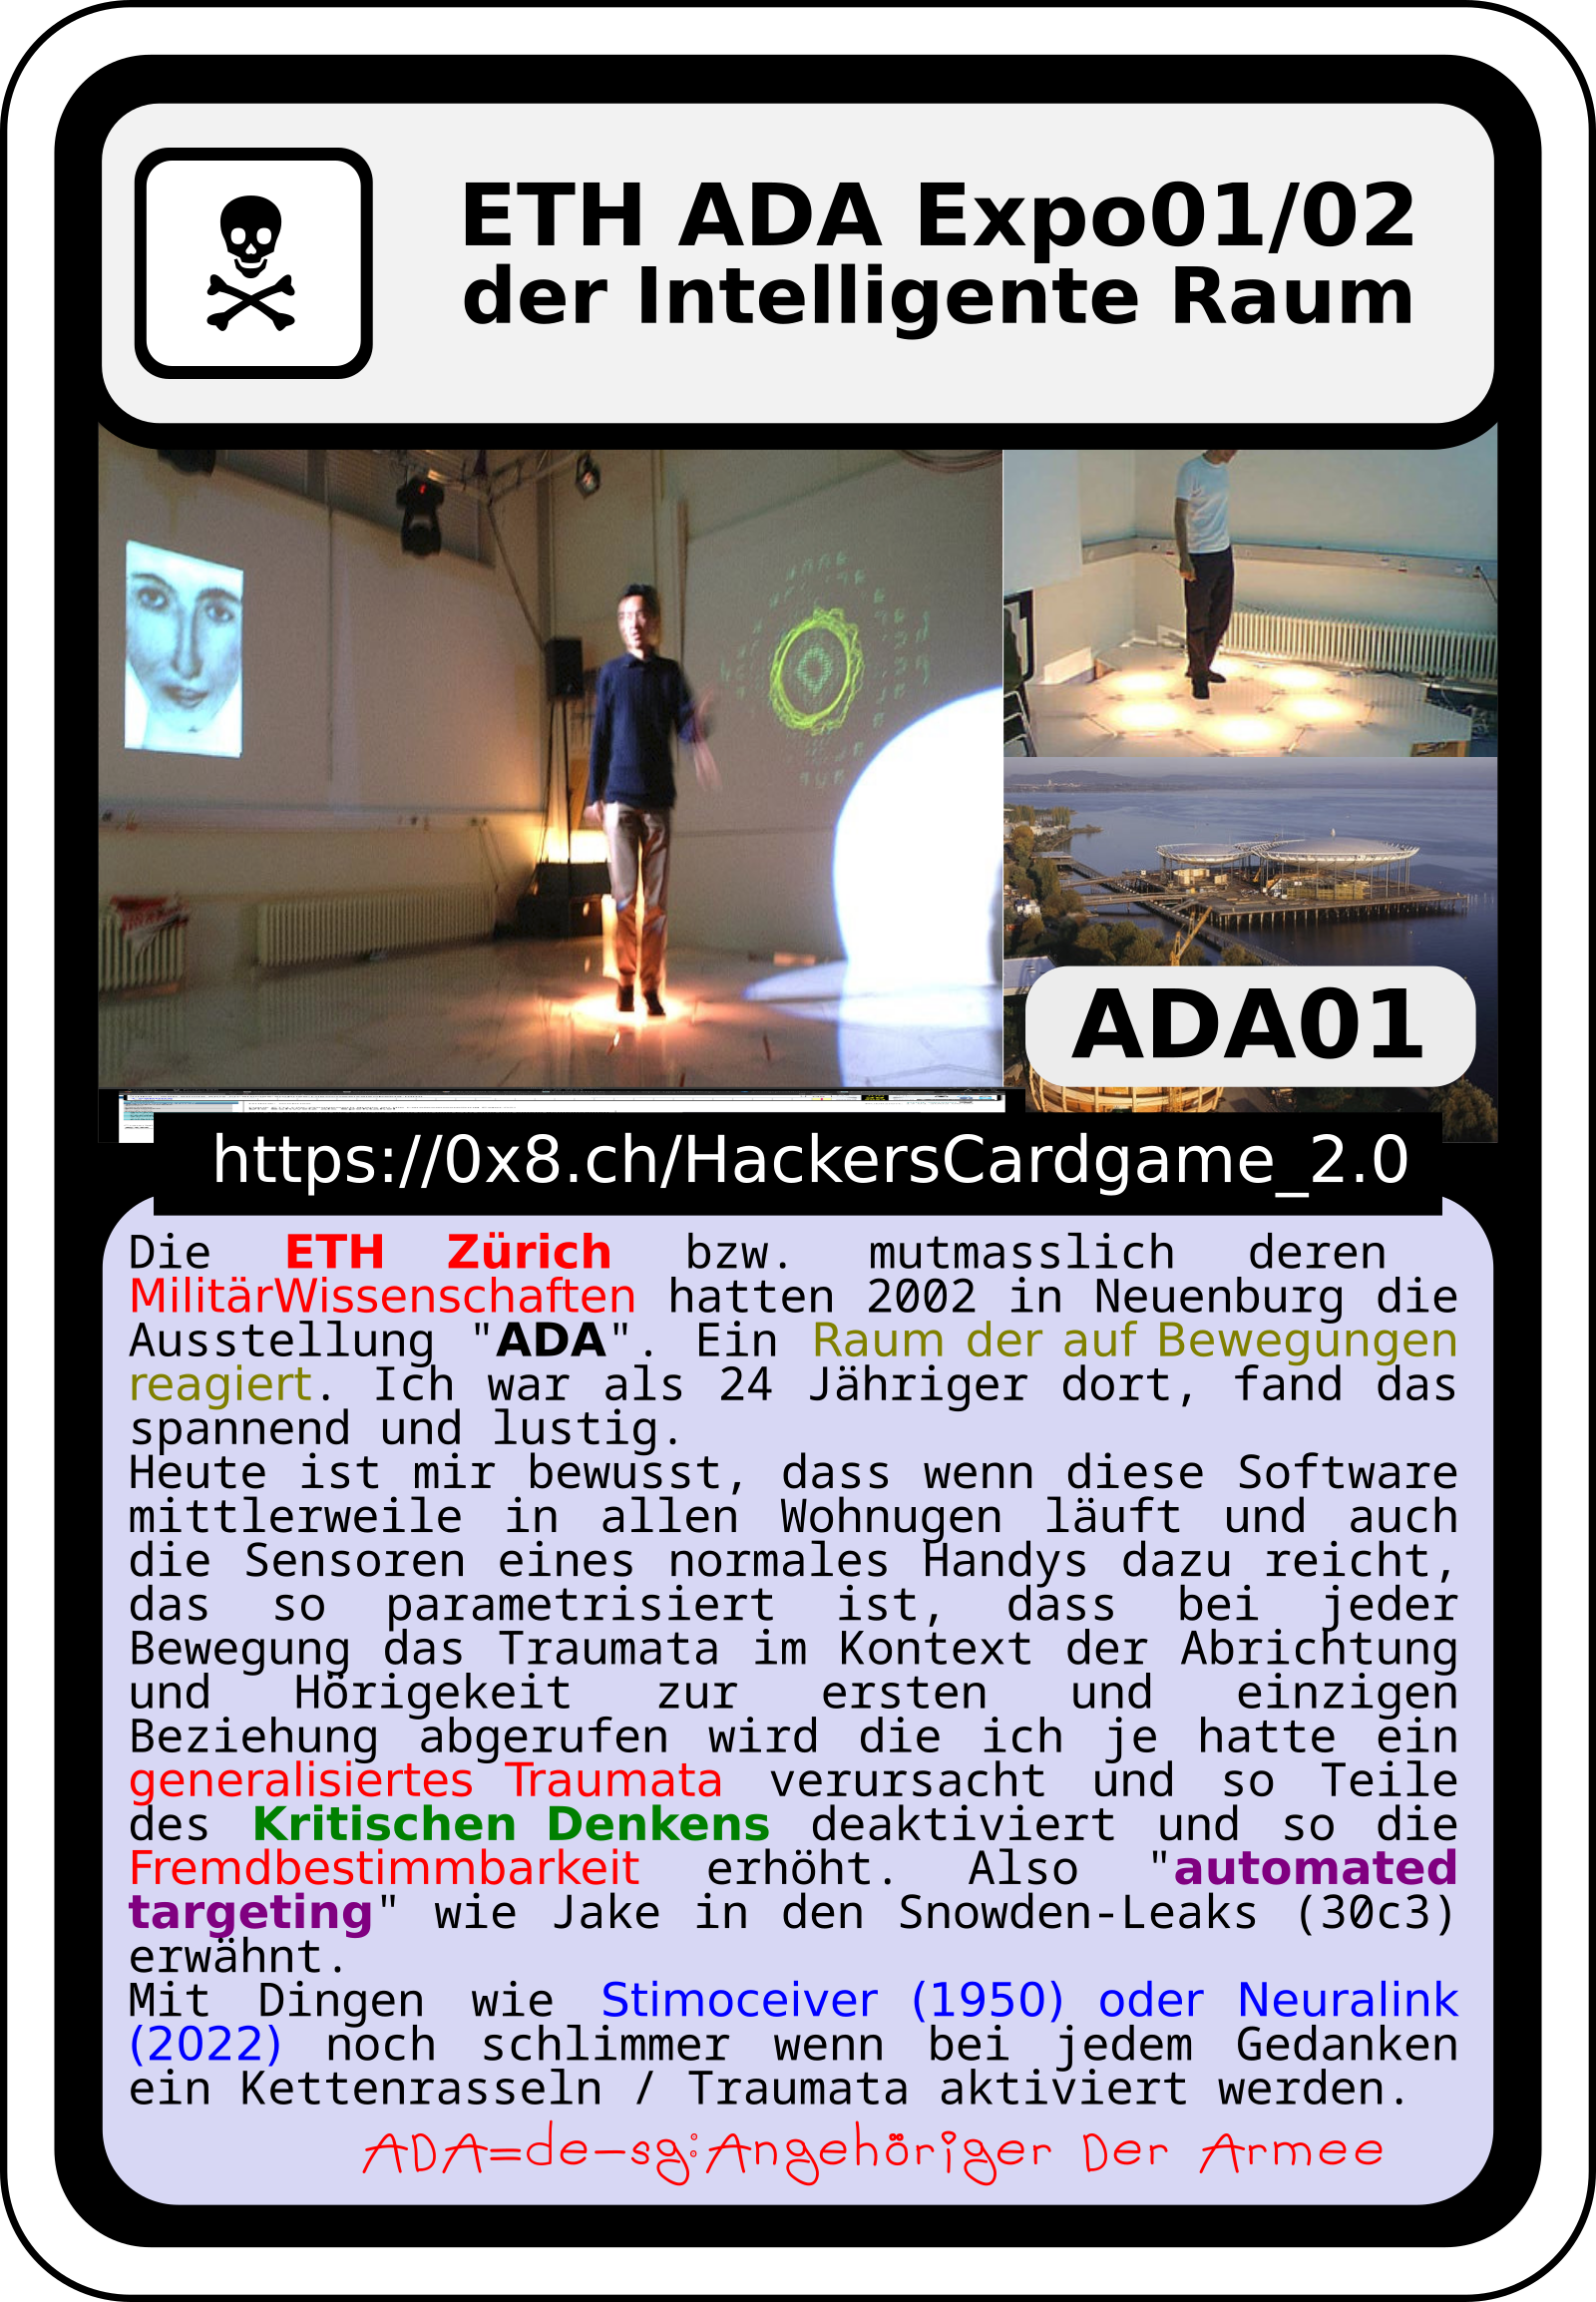 ETH ADA Expo01/02
der Intelligente Raum
ADA01
https://0x8.ch/HackersCardgame_2.0
Die ETH Zürich bzw. mutmasslich deren
MilitärWissenschaften hatten 2002 in Neuenburg die
Ausstellung "ADA". Ein Raum der auf Bewegungen
reagiert. Ich war als 24 Jähriger dort, fand das
spannend und lustig.
Heute ist mir bewusst, dass wenn diese Software
mittlerweile in allen Wohnugen läuft und auch
die Sensoren eines normales Handys dazu reicht,
das so parametrisiert ist, dass bei jeder
Bewegung das Traumata im Kontext der Abrichtung
und Hörigekeit zur ersten und einzigen
Beziehung abgerufen wird die ich je hatte ein
generalisiertes Traumata verursacht und so Teile
des Kritischen Denkens deaktiviert und so die
Fremdbestimmbarkeit erhöht. Also "automated
targeting" wie Jake in den Snowden-Leaks (30c3)
erwähnt.
Mit Dingen wie Stimoceiver (1950) oder Neuralink
(2022) noch schlimmer wenn bei jedem Gedanken
ein Kettenrasseln / Traumata aktiviert werden.
ADA=de-sg:Angehöriger Der Armee